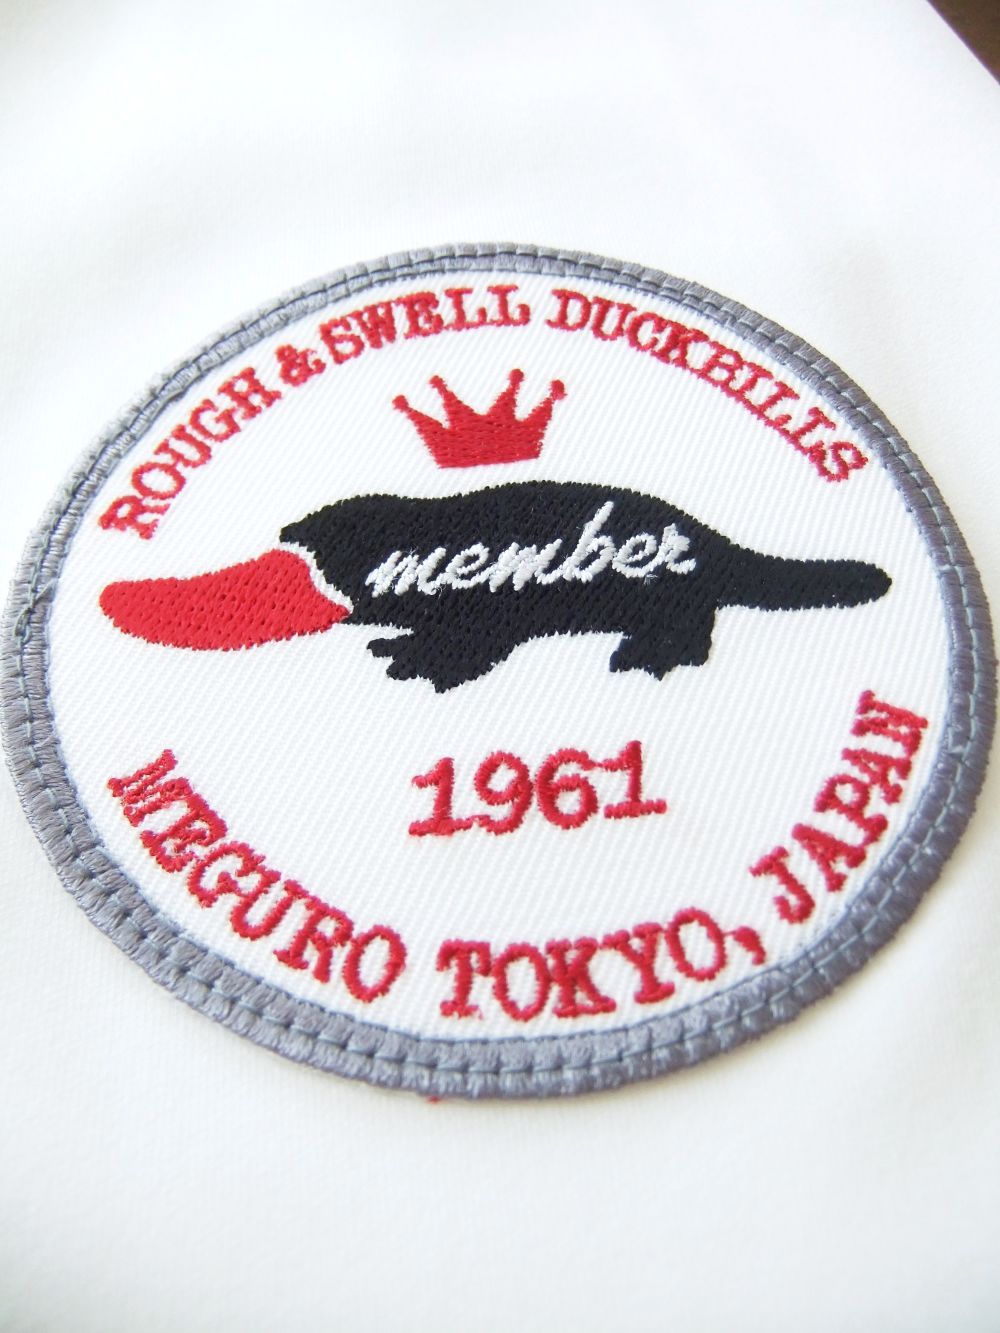 ROUGH & SWELL DUCKBILLS
member
1961
MEGURO TOKYO, JAPAN